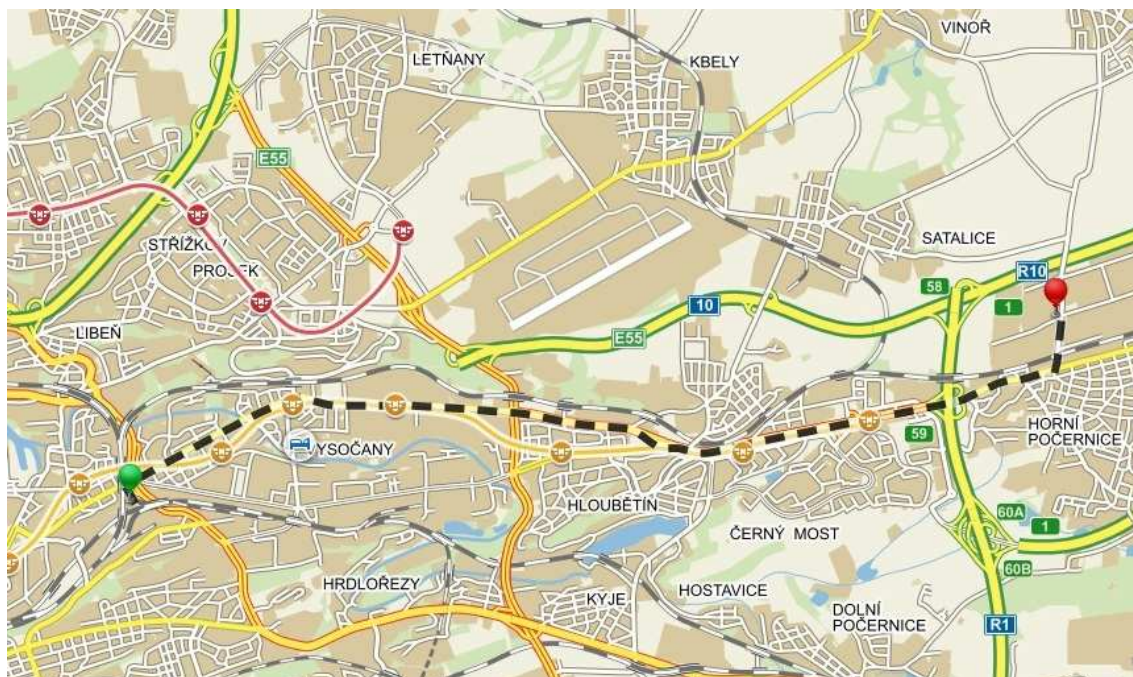 VINOŘ
LETŇANY
KBELY
E55
STŘÍŽKOV
SATALICE
PROSEK
R10
58
1
10
LIBEŇ
E55
HORNÍ
POČERNICE
59
YSOČANY
HLOUBĚTÍN
60A
1
ČERNÝ MOST
60B
HRDLOŘEZY
HOSTAVICE
KYJE
DOLNÍ
POČERNICE
R1